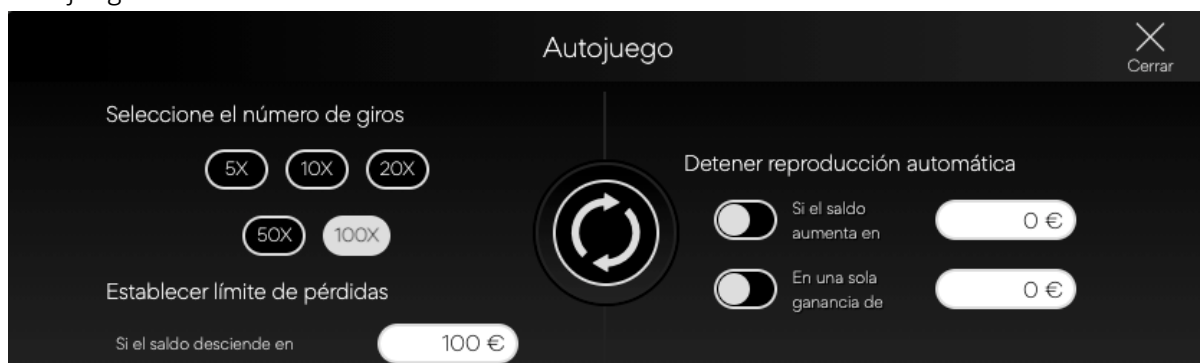 Autojuego
Cerrar
Seleccione el número de giros
5X 10X 20X
50X 100X
Establecer límite de pérdidas
Si el saldo desciende en 100 €
Detener reproducción automática
Si el saldo
aumenta en
0 €
En una sola
ganancia de
0 €